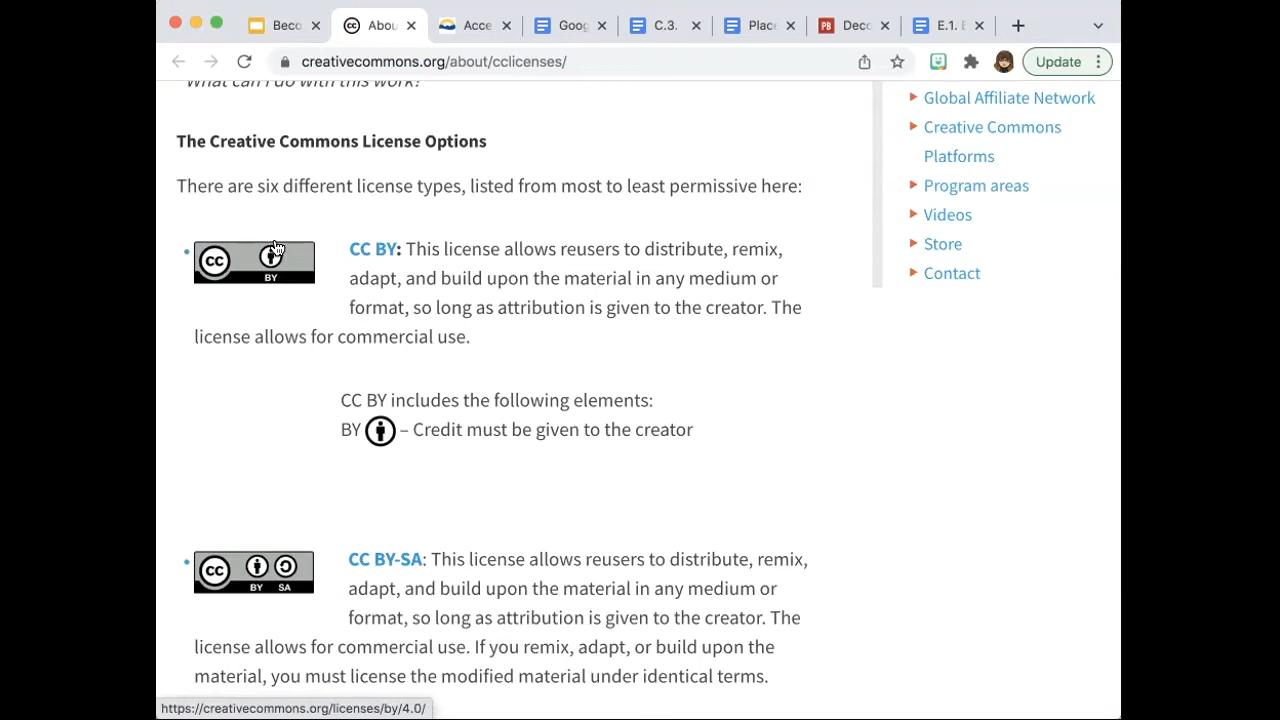 Beco
Abou
Acce
Goog
C.3.
Place
Deco
E.1. E
creativecommons.org/about/cclicenses/
Update
What can I do with this work?
The Creative Commons License Options
There are six different license types, listed from most to least permissive here:
CC BY
CC BY: This license allows reusers to distribute, remix,
adapt, and build upon the material in any medium or
format, so long as attribution is given to the creator. The
license allows for commercial use.
CC BY includes the following elements:
BY – Credit must be given to the creator
CC BY SA
CC BY-SA: This license allows reusers to distribute, remix,
adapt, and build upon the material in any medium or
format, so long as attribution is given to the creator. The
license allows for commercial use. If you remix, adapt, or build upon the
material, you must license the modified material under identical terms.
Global Affiliate Network
Creative Commons
Platforms
Program areas
Videos
Store
Contact
https://creativecommons.org/licenses/by/4.0/